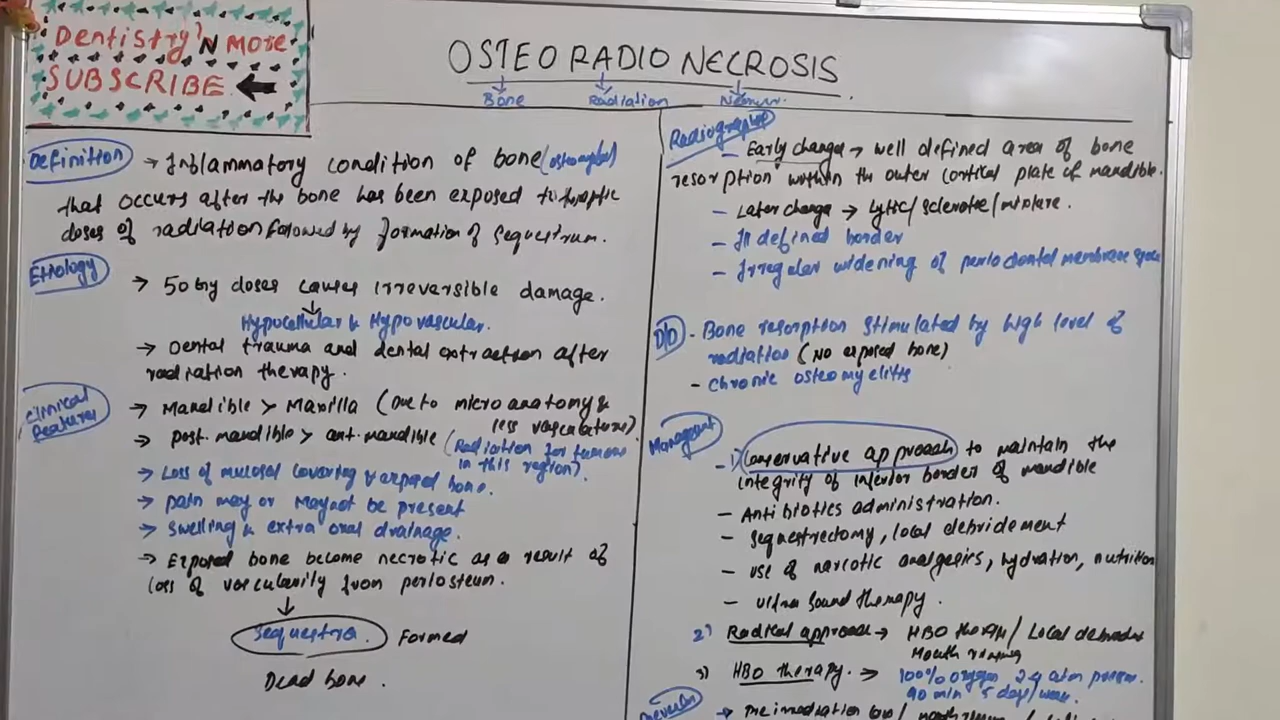 Dentistry'N More
SUBSCRIBE
OSTEO RADIO NECROSIS
Bone Radiation
Definition → Inflammatory condition of bone
that occurs after the bone has been exposed to
doses of radiation followed by formation of sequestrum.
Etiology
→ 50 Gy doses causes irreversible damage.
Hypocellular & Hypovascular.
→ Dental trauma and dental extraction after
radiation therapy.
Clinical features
→ Mandible > Maxilla (Due to micro anatomy &
less vasculature)
→ post. mandible > ant. mandible (Radiation for tumors
in this region).
→ Loss of mucosal covering & exposed bone.
→ pain may or may not be present
→ Swelling & extra oral drainage.
→ Exposed bone become necrotic as a result of
loss of vascularity from periosteum.
Sequestra. Formed
Dead bone.
- Early changes → well defined area of bone
resorption within the outer cortical plate of mandible.
- Later change → Lytic/sclerotic/mixture.
- Ill defined border
- Irregular widening of periodontal membrane space
D/D - Bone resorption stimulated by high level of
radiation (No exposed bone)
- chronic osteomyelitis
1) Conservative approach to maintain the
integrity of inferior border of mandible
- Antibiotics administration.
- Sequestrectomy, local debridement
- use of narcotic analgesics, hydration, nutrition
- ultra sound therapy.
2) Radical approach → HBO / Local
Mouth
3) HBO therapy. → 100% oxygen 2.4 atm
90 min 5 day/week.
→